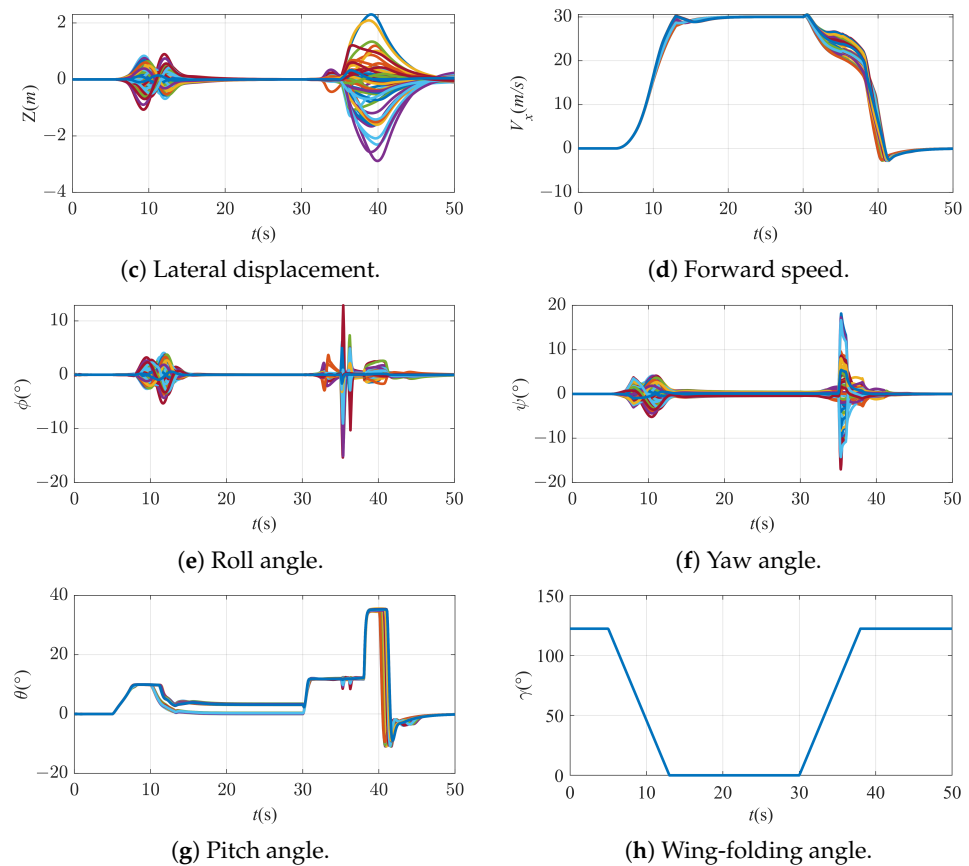 2
0
−2
−4
Z(m)
0 10 20 30 40 50
t(s)
(c) Lateral displacement.
30
20
10
0
−10
V_x(m/s)
0 10 20 30 40 50
t(s)
(d) Forward speed.
10
0
−10
−20
ϕ(°)
0 10 20 30 40 50
t(s)
(e) Roll angle.
20
10
0
−10
−20
ψ(°)
0 10 20 30 40 50
t(s)
(f) Yaw angle.
40
20
0
−20
θ(°)
0 10 20 30 40 50
t(s)
(g) Pitch angle.
150
100
50
0
γ(°)
0 10 20 30 40 50
t(s)
(h) Wing-folding angle.